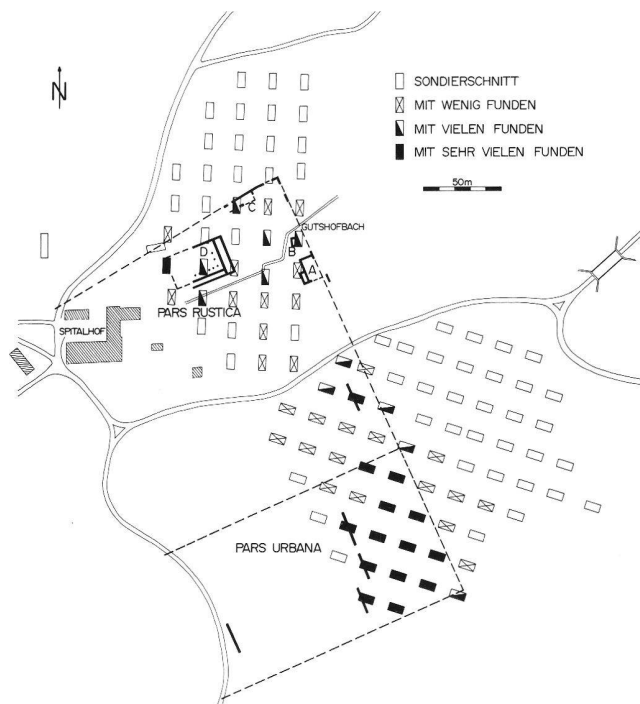 N
SONDIERSCHNITT
MIT WENIG FUNDEN
MIT VIELEN FUNDEN
MIT SEHR VIELEN FUNDEN
50m
C
GUTSHOFBACH
B
D
A
PARS RUSTICA
SPITALHOF
PARS URBANA